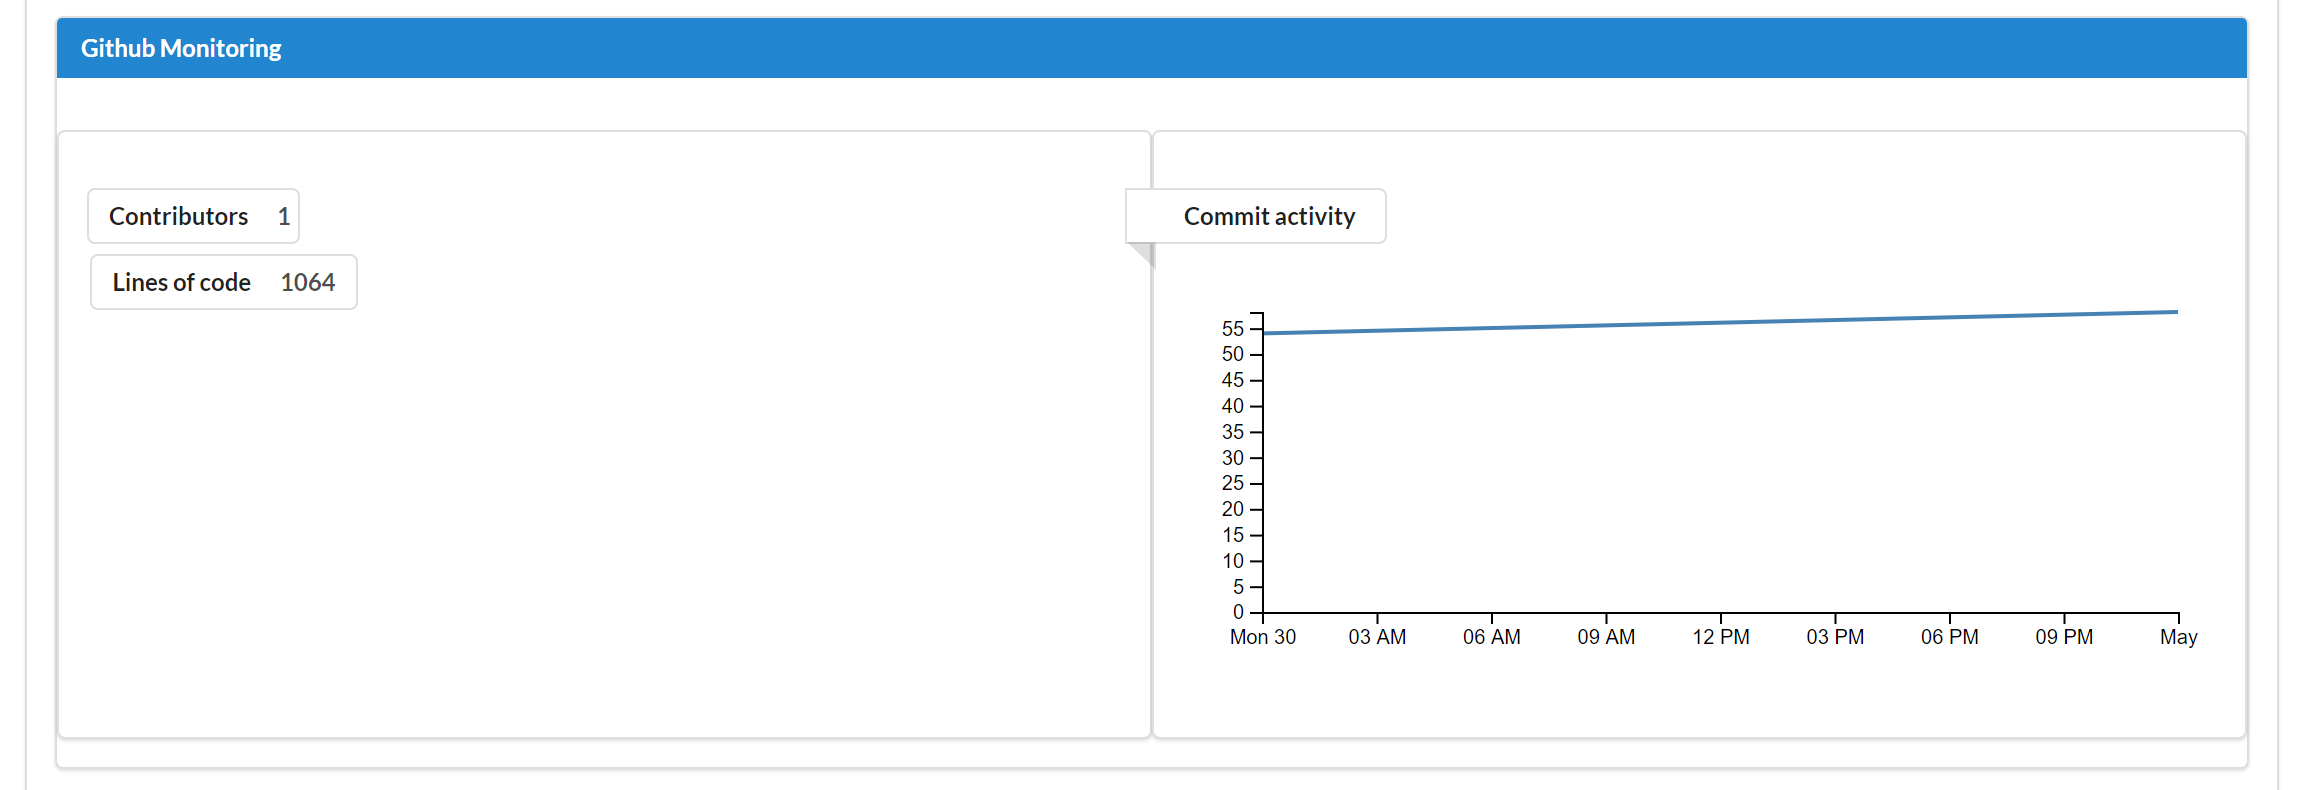 Github Monitoring
Contributors 1
Lines of code 1064
Commit activity
55
50
45
40
35
30
25
20
15
10
5
0
Mon 30 03 AM 06 AM 09 AM 12 PM 03 PM 06 PM 09 PM May